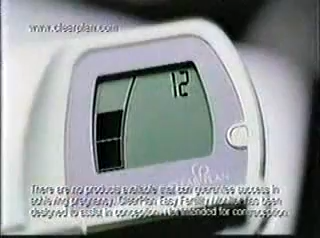 www.clearplan.com
12
CLEARPLAN
There are no products available that can guarantee success in
achieving pregnancy. ClearPlan Easy Fertility Monitor has been
designed to assist in conception. Not intended for contraception.